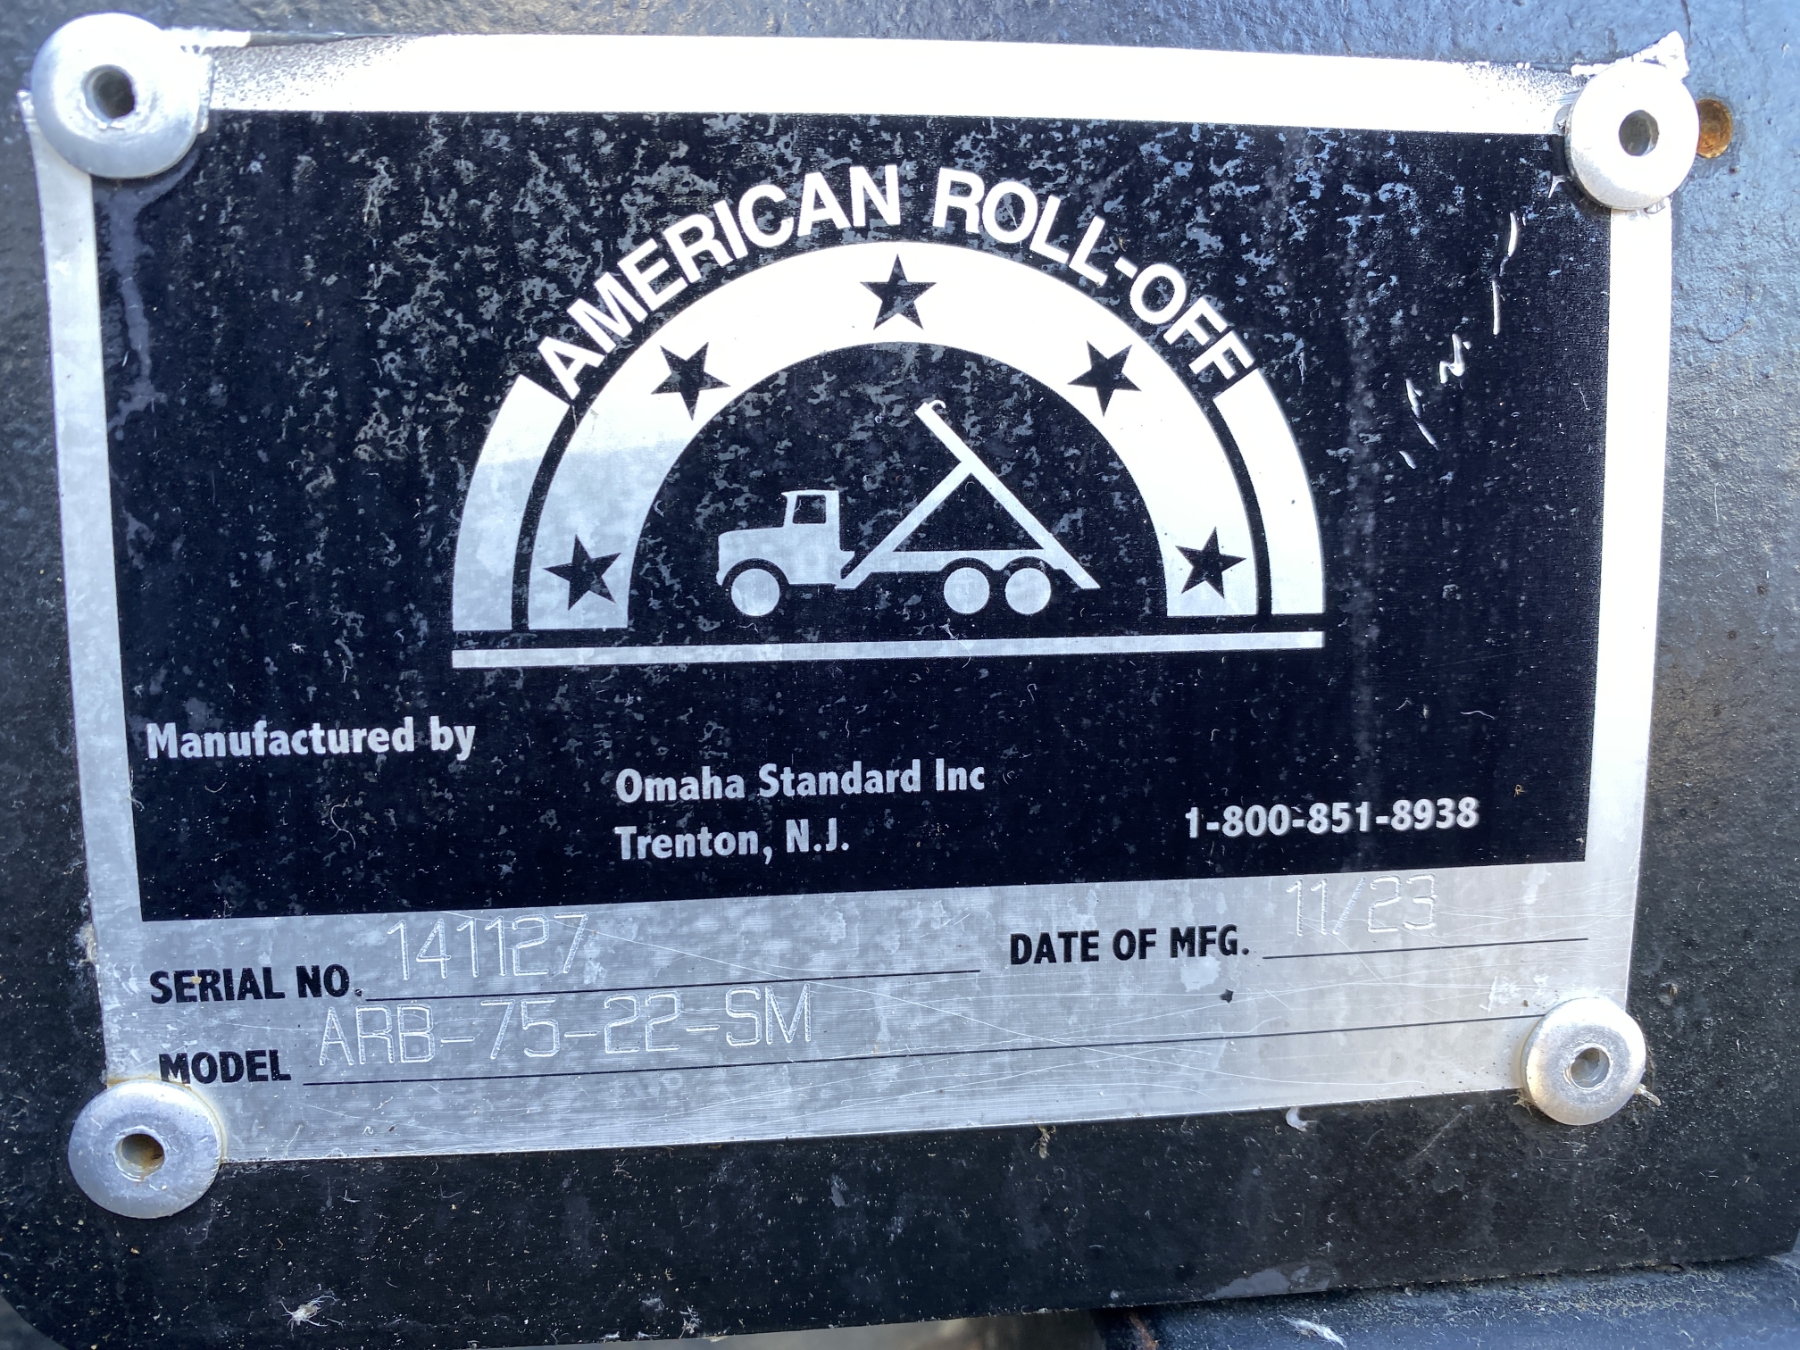 AMERICAN ROLL-OFF
Manufactured by
Omaha Standard Inc
Trenton, N.J.
1-800-851-8938
SERIAL NO. 141127
DATE OF MFG. 11/23
MODEL ARB-75-22-SM